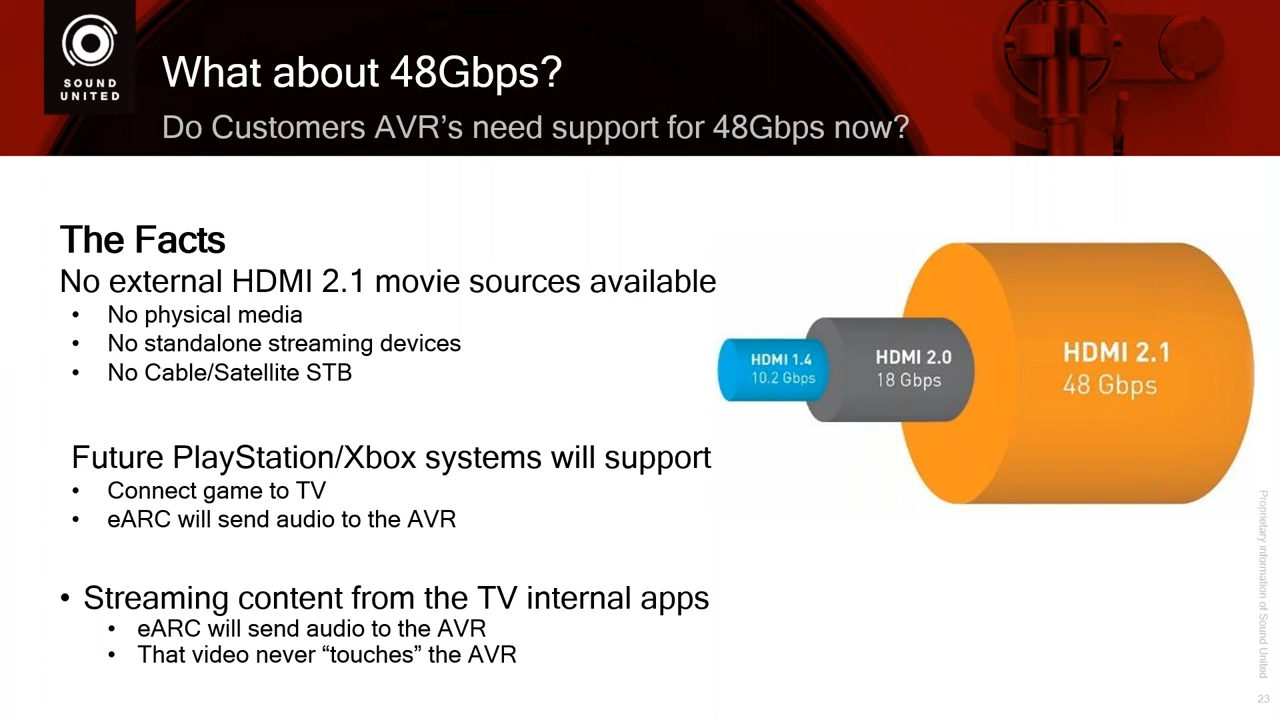 SOUND
UNITED
What about 48Gbps?
Do Customers AVR’s need support for 48Gbps now?
The Facts
No external HDMI 2.1 movie sources available
• No physical media
• No standalone streaming devices
• No Cable/Satellite STB
Future PlayStation/Xbox systems will support
• Connect game to TV
• eARC will send audio to the AVR
• Streaming content from the TV internal apps
• eARC will send audio to the AVR
• That video never “touches” the AVR
HDMI 1.4
10.2 Gbps
HDMI 2.0
18 Gbps
HDMI 2.1
48 Gbps
Proprietary information of Sound United
23